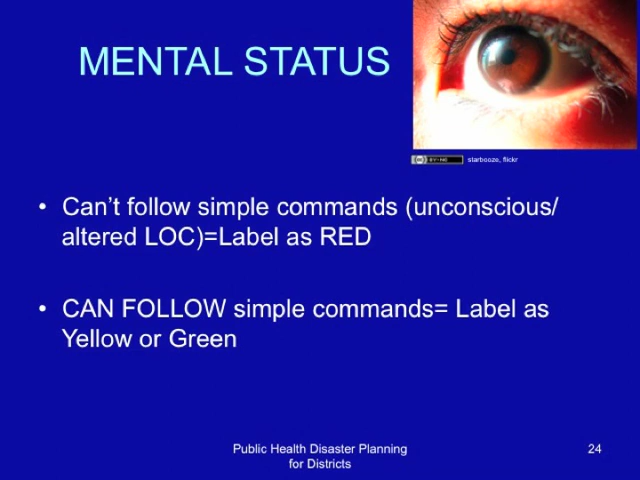 MENTAL STATUS
starbooze, flickr
• Can't follow simple commands (unconscious/
altered LOC)=Label as RED
• CAN FOLLOW simple commands= Label as
Yellow or Green
Public Health Disaster Planning
for Districts
24